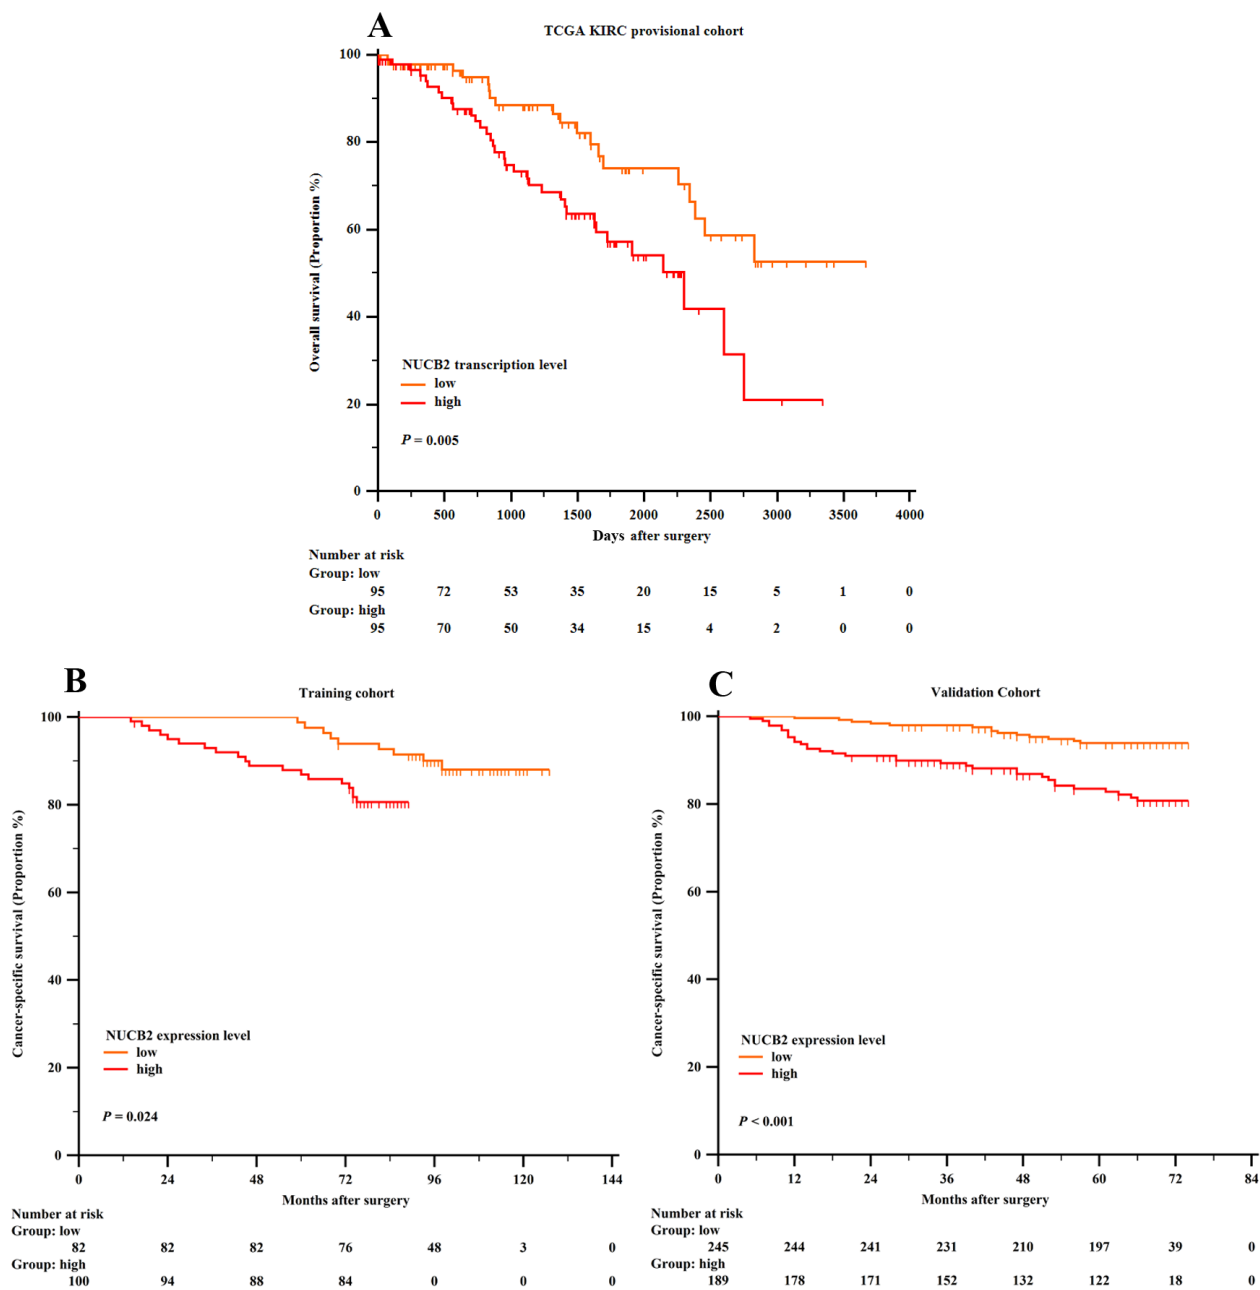 A
TCGA KIRC provisional cohort
Overall survival (Proportion %)
100
80
60
40
20
0
NUCB2 transcription level
low
high
P = 0.005
0 500 1000 1500 2000 2500 3000 3500 4000
Days after surgery
Number at risk
Group: low
95 72 53 35 20 15 5 1 0
Group: high
95 70 50 34 15 4 2 0 0
B
Training cohort
Cancer-specific survival (Proportion %)
100
80
60
40
20
0
NUCB2 expression level
low
high
P = 0.024
0 24 48 72 96 120 144
Months after surgery
Number at risk
Group: low
82 82 82 76 48 3 0
Group: high
100 94 88 84 0 0 0
C
Validation Cohort
Cancer-specific survival (Proportion %)
100
80
60
40
20
0
NUCB2 expression level
low
high
P < 0.001
0 12 24 36 48 60 72 84
Months after surgery
Number at risk
Group: low
245 244 241 231 210 197 39 0
Group: high
189 178 171 152 132 122 18 0